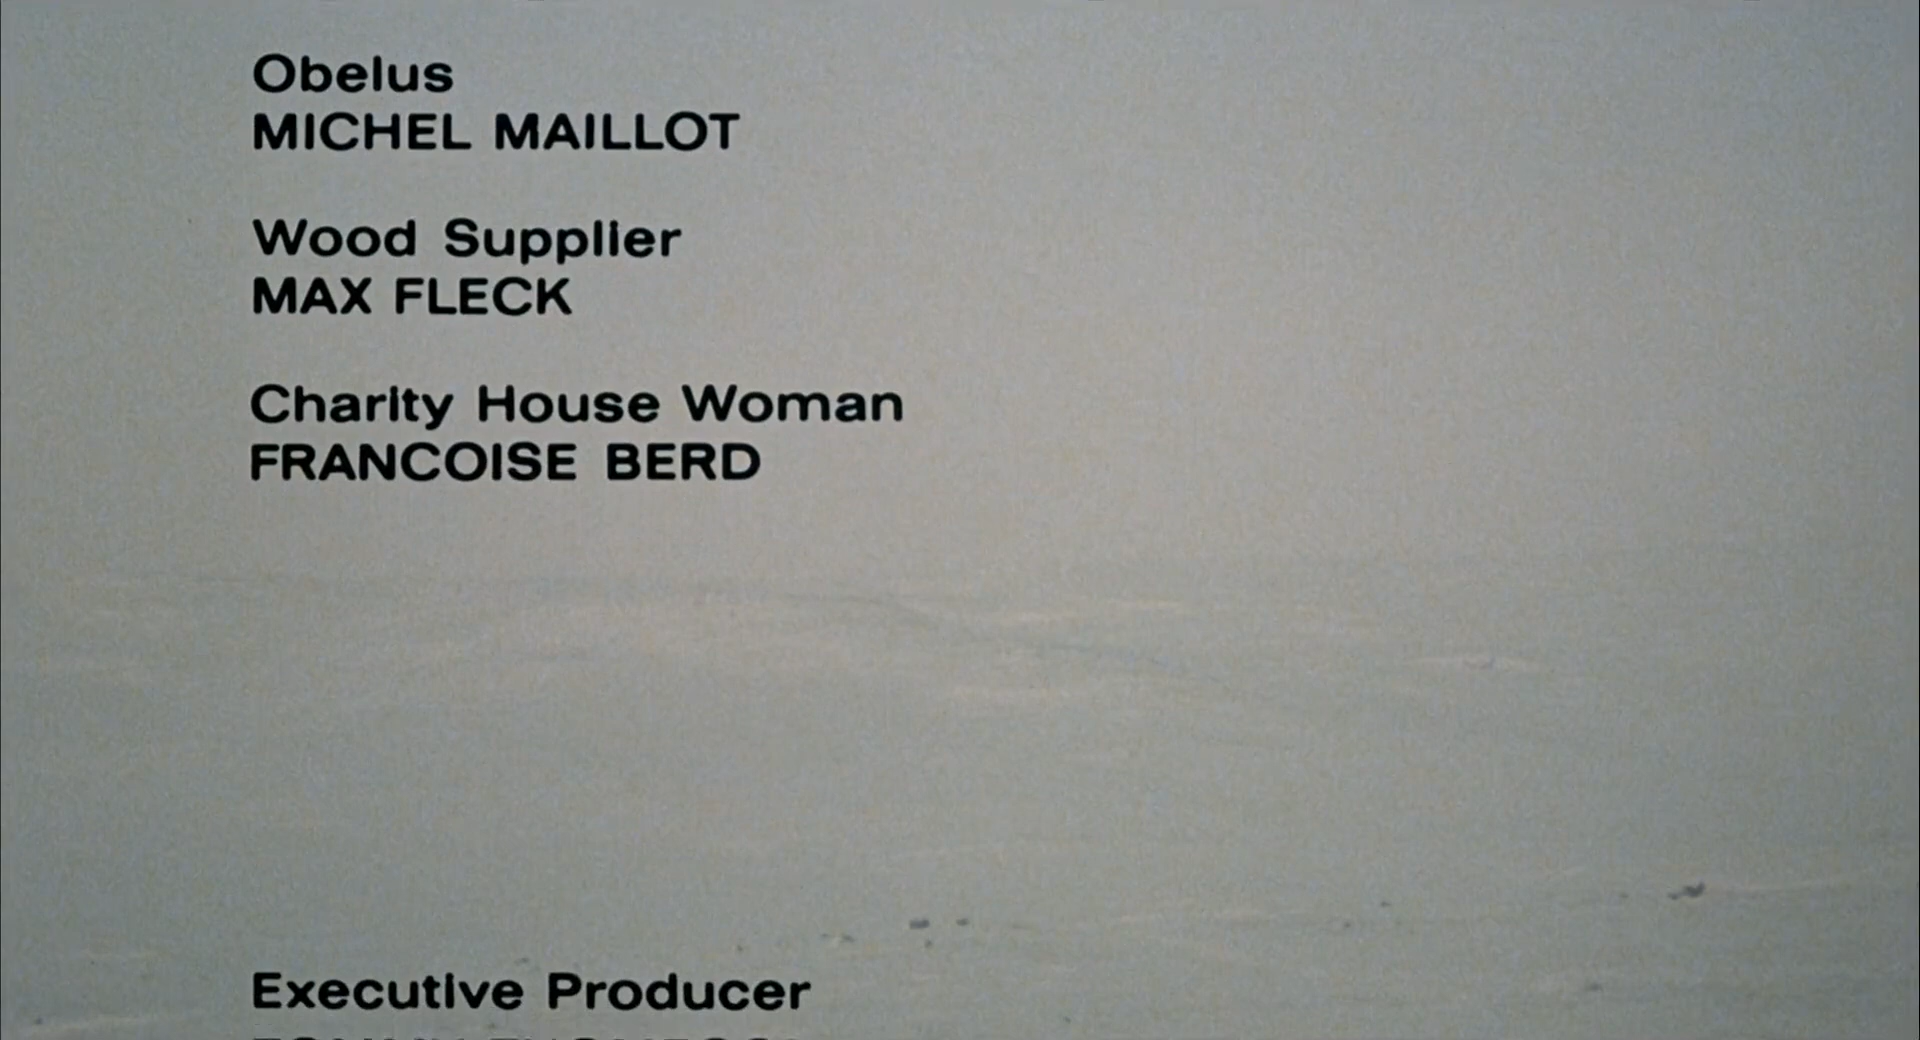 Obelus
MICHEL MAILLOT
Wood Supplier
MAX FLECK
Charity House Woman
FRANCOISE BERD
Executive Producer